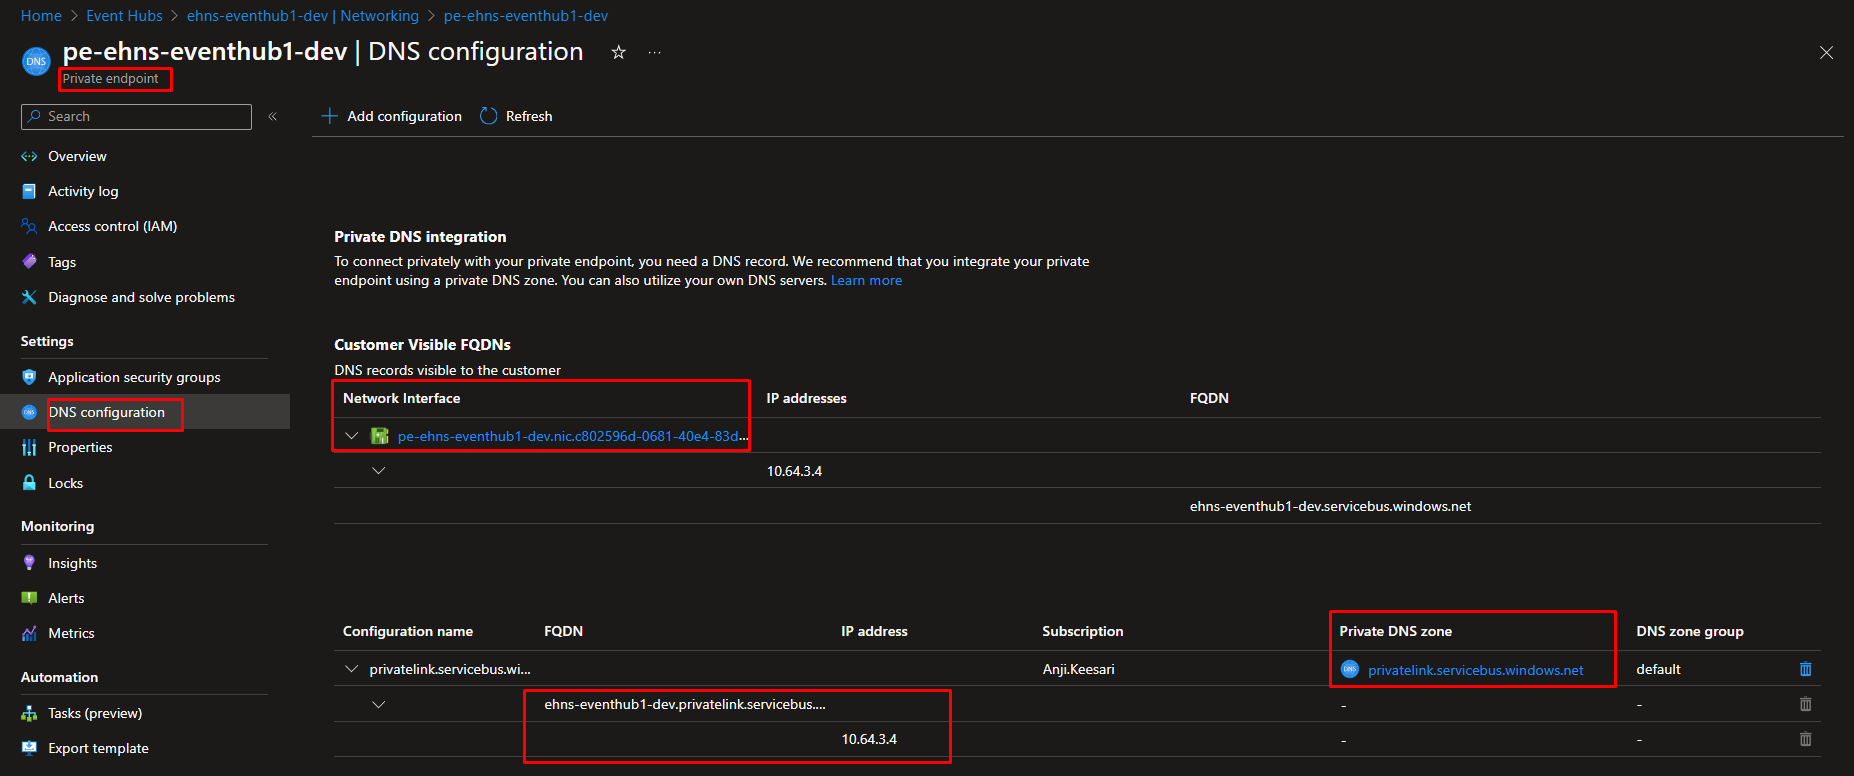 Home > Event Hubs > ehns-eventhub1-dev | Networking > pe-ehns-eventhub1-dev
DNS
pe-ehns-eventhub1-dev | DNS configuration
Private endpoint
Search
Add configuration
Refresh
Overview
Activity log
Access control (IAM)
Tags
Diagnose and solve problems
Settings
Application security groups
DNS configuration
Properties
Locks
Monitoring
Insights
Alerts
Metrics
Automation
Tasks (preview)
Export template
Private DNS integration
To connect privately with your private endpoint, you need a DNS record. We recommend that you integrate your private
endpoint using a private DNS zone. You can also utilize your own DNS servers. Learn more
Customer Visible FQDNs
DNS records visible to the customer
Network Interface IP addresses FQDN
pe-ehns-eventhub1-dev.nic.c802596d-0681-40e4-83d...
10.64.3.4
ehns-eventhub1-dev.servicebus.windows.net
Configuration name FQDN IP address Subscription Private DNS zone DNS zone group
privatelink.servicebus.wi... Anji.Keesari privatelink.servicebus.windows.net default
ehns-eventhub1-dev.privatelink.servicebus.... - -
10.64.3.4 - -